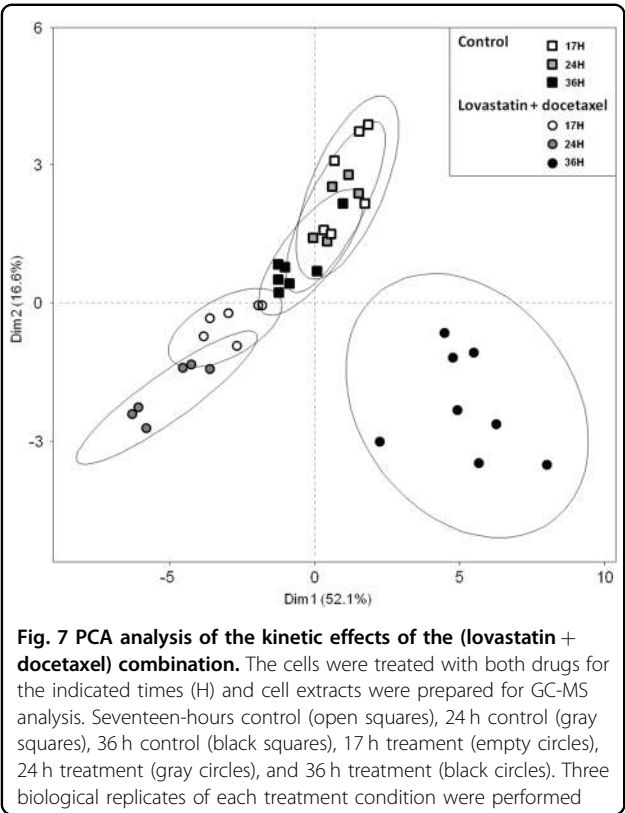 6
Control
17H
24H
36H
Lovastatin+ docetaxel
17H
24H
36H
3
Dim2 (16.6%)
0
-3
-5 0 5 10
Dim1 (52.1%)
Fig. 7 PCA analysis of the kinetic effects of the (lovastatin +
docetaxel) combination. The cells were treated with both drugs for
the indicated times (H) and cell extracts were prepared for GC-MS
analysis. Seventeen-hours control (open squares), 24 h control (gray
squares), 36 h control (black squares), 17 h treament (empty circles),
24 h treatment (gray circles), and 36 h treatment (black circles). Three
biological replicates of each treatment condition were performed